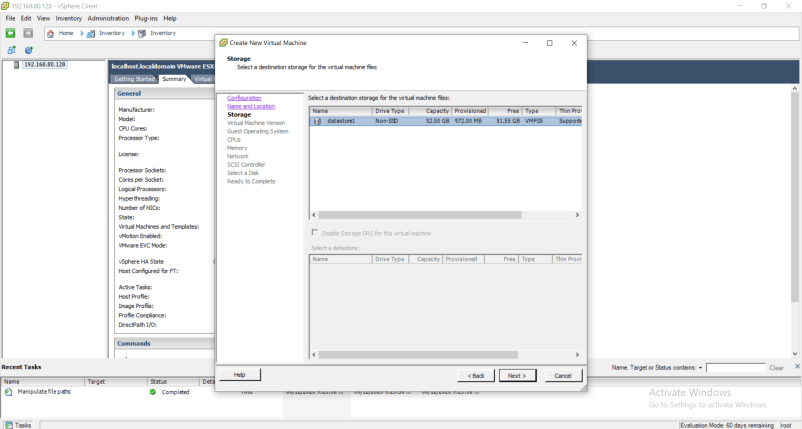 192.168.80.128 - vSphere Client
File Edit View Inventory Administration Plug-ins Help
Home Inventory Inventory
192.168.80.128
localhost.localdomain VMware ESX
Getting Started Summary Virtual
General
Manufacturer:
Model:
CPU Cores:
Processor Type:
License:
Processor Sockets:
Cores per Socket:
Logical Processors:
Hyperthreading:
Number of NICs:
State:
Virtual Machines and Templates:
vMotion Enabled:
VMware EVC Mode:
vSphere HA State
Host Configured for FT:
Active Tasks:
Host Profile:
Image Profile:
Profile Compliance:
DirectPath I/O:
Commands
Create New Virtual Machine
Storage
Select a destination storage for the virtual machine files
Configuration
Name and Location
Storage
Virtual Machine Version
Guest Operating System
CPUs
Memory
Network
SCSI Controller
Select a Disk
Ready to Complete
Select a destination storage for the virtual machine files:
Name Drive Type Capacity Provisioned Free Type Thin Prov
datastore1 Non-SSD 52.50 GB 972.00 MB 51.55 GB VMFS5 Supporte
Disable Storage DRS for this virtual machine
Select a datastore:
Name Drive Type Capacity Provisioned Free Type Thin Provi
Help < Back Next > Cancel
Recent Tasks Name, Target or Status contains: Clear
Name Target Status Deta
Manipulate file paths Completed root
Activate Windows
Go to Settings to activate Windows.
Tasks Evaluation Mode: 60 days remaining root